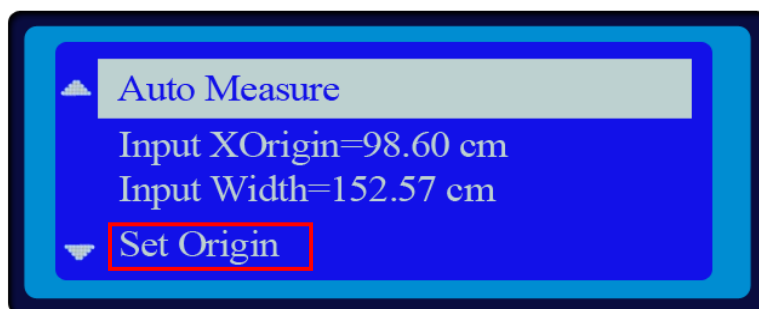 Auto Measure
Input XOrigin=98.60 cm
Input Width=152.57 cm
Set Origin